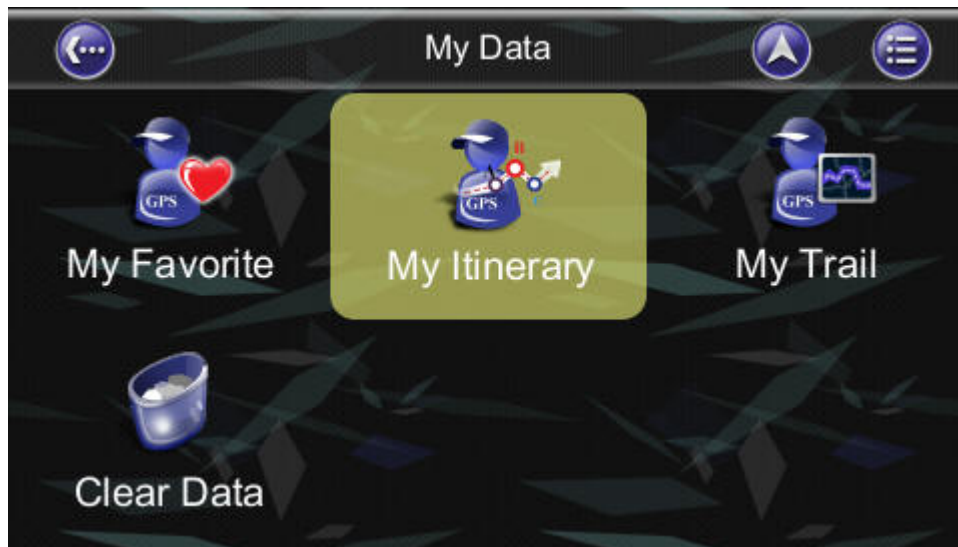 My Data
GPS
My Favorite
A B C
GPS
My Itinerary
GPS
My Trail
Clear Data